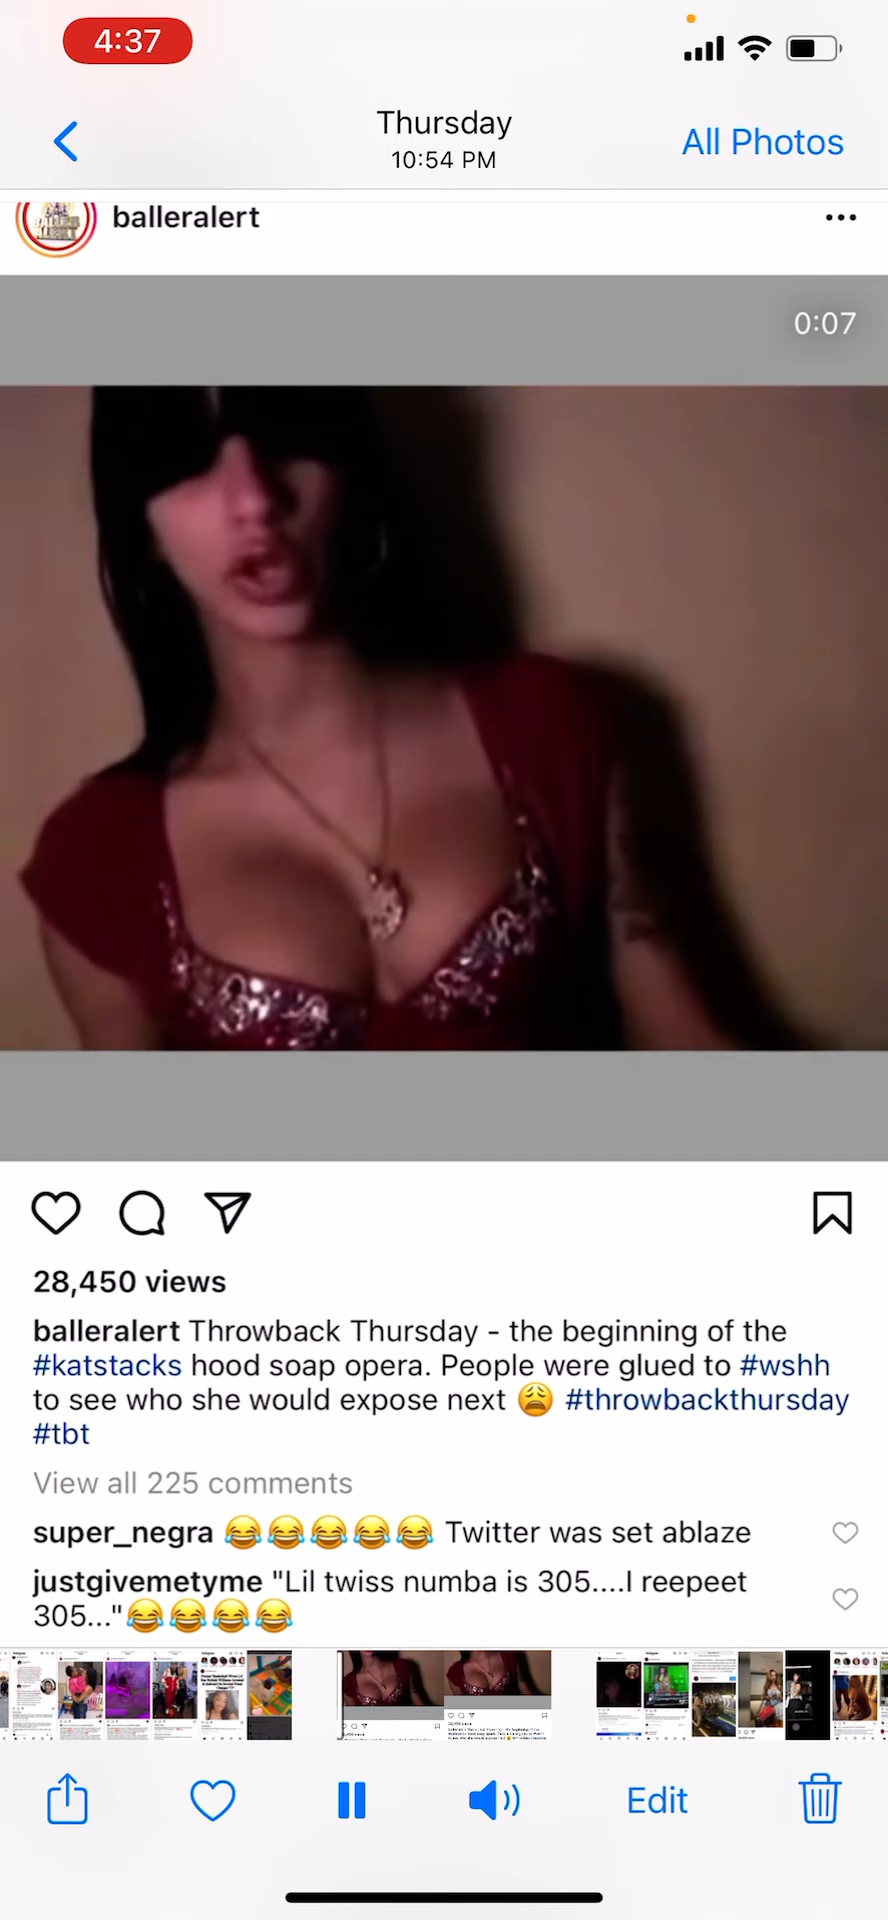 4:37
Thursday
10:54 PM
All Photos
BALLER
ALERT
balleralert
0:07
28,450 views
balleralert Throwback Thursday - the beginning of the
#katstacks hood soap opera. People were glued to #wshh
to see who she would expose next 😩 #throwbackthursday
#tbt
View all 225 comments
super_negra 😂😂😂😂😂 Twitter was set ablaze
justgivemetyme "Lil twiss numba is 305....I reepeet
305..."😂😂😂😂
Edit